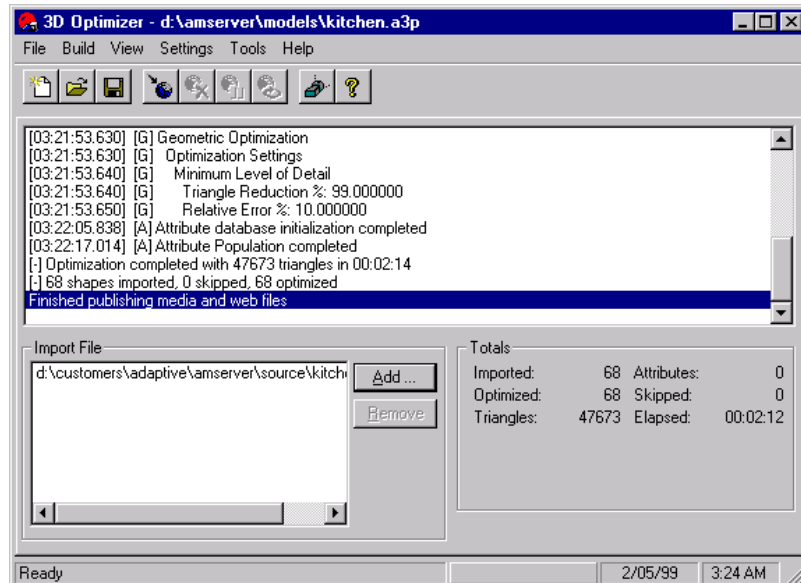 3D Optimizer - d:\amserver\models\kitchen.a3p
File Build View Settings Tools Help
[03:21:53.630] [G] Geometric Optimization
[03:21:53.630] [G] Optimization Settings
[03:21:53.640] [G] Minimum Level of Detail
[03:21:53.640] [G] Triangle Reduction %: 99.000000
[03:21:53.650] [G] Relative Error %: 10.000000
[03:22:05.838] [A] Attribute database initialization completed
[03:22:17.014] [A] Attribute Population completed
[-] Optimization completed with 47673 triangles in 00:02:14
[-] 68 shapes imported, 0 skipped, 68 optimized
Finished publishing media and web files
Import File
d:\customers\adaptive\amserver\source\kitche
Add ...
Remove
Totals
Imported: 68 Attributes: 0
Optimized: 68 Skipped: 0
Triangles: 47673 Elapsed: 00:02:12
Ready 2/05/99 3:24 AM